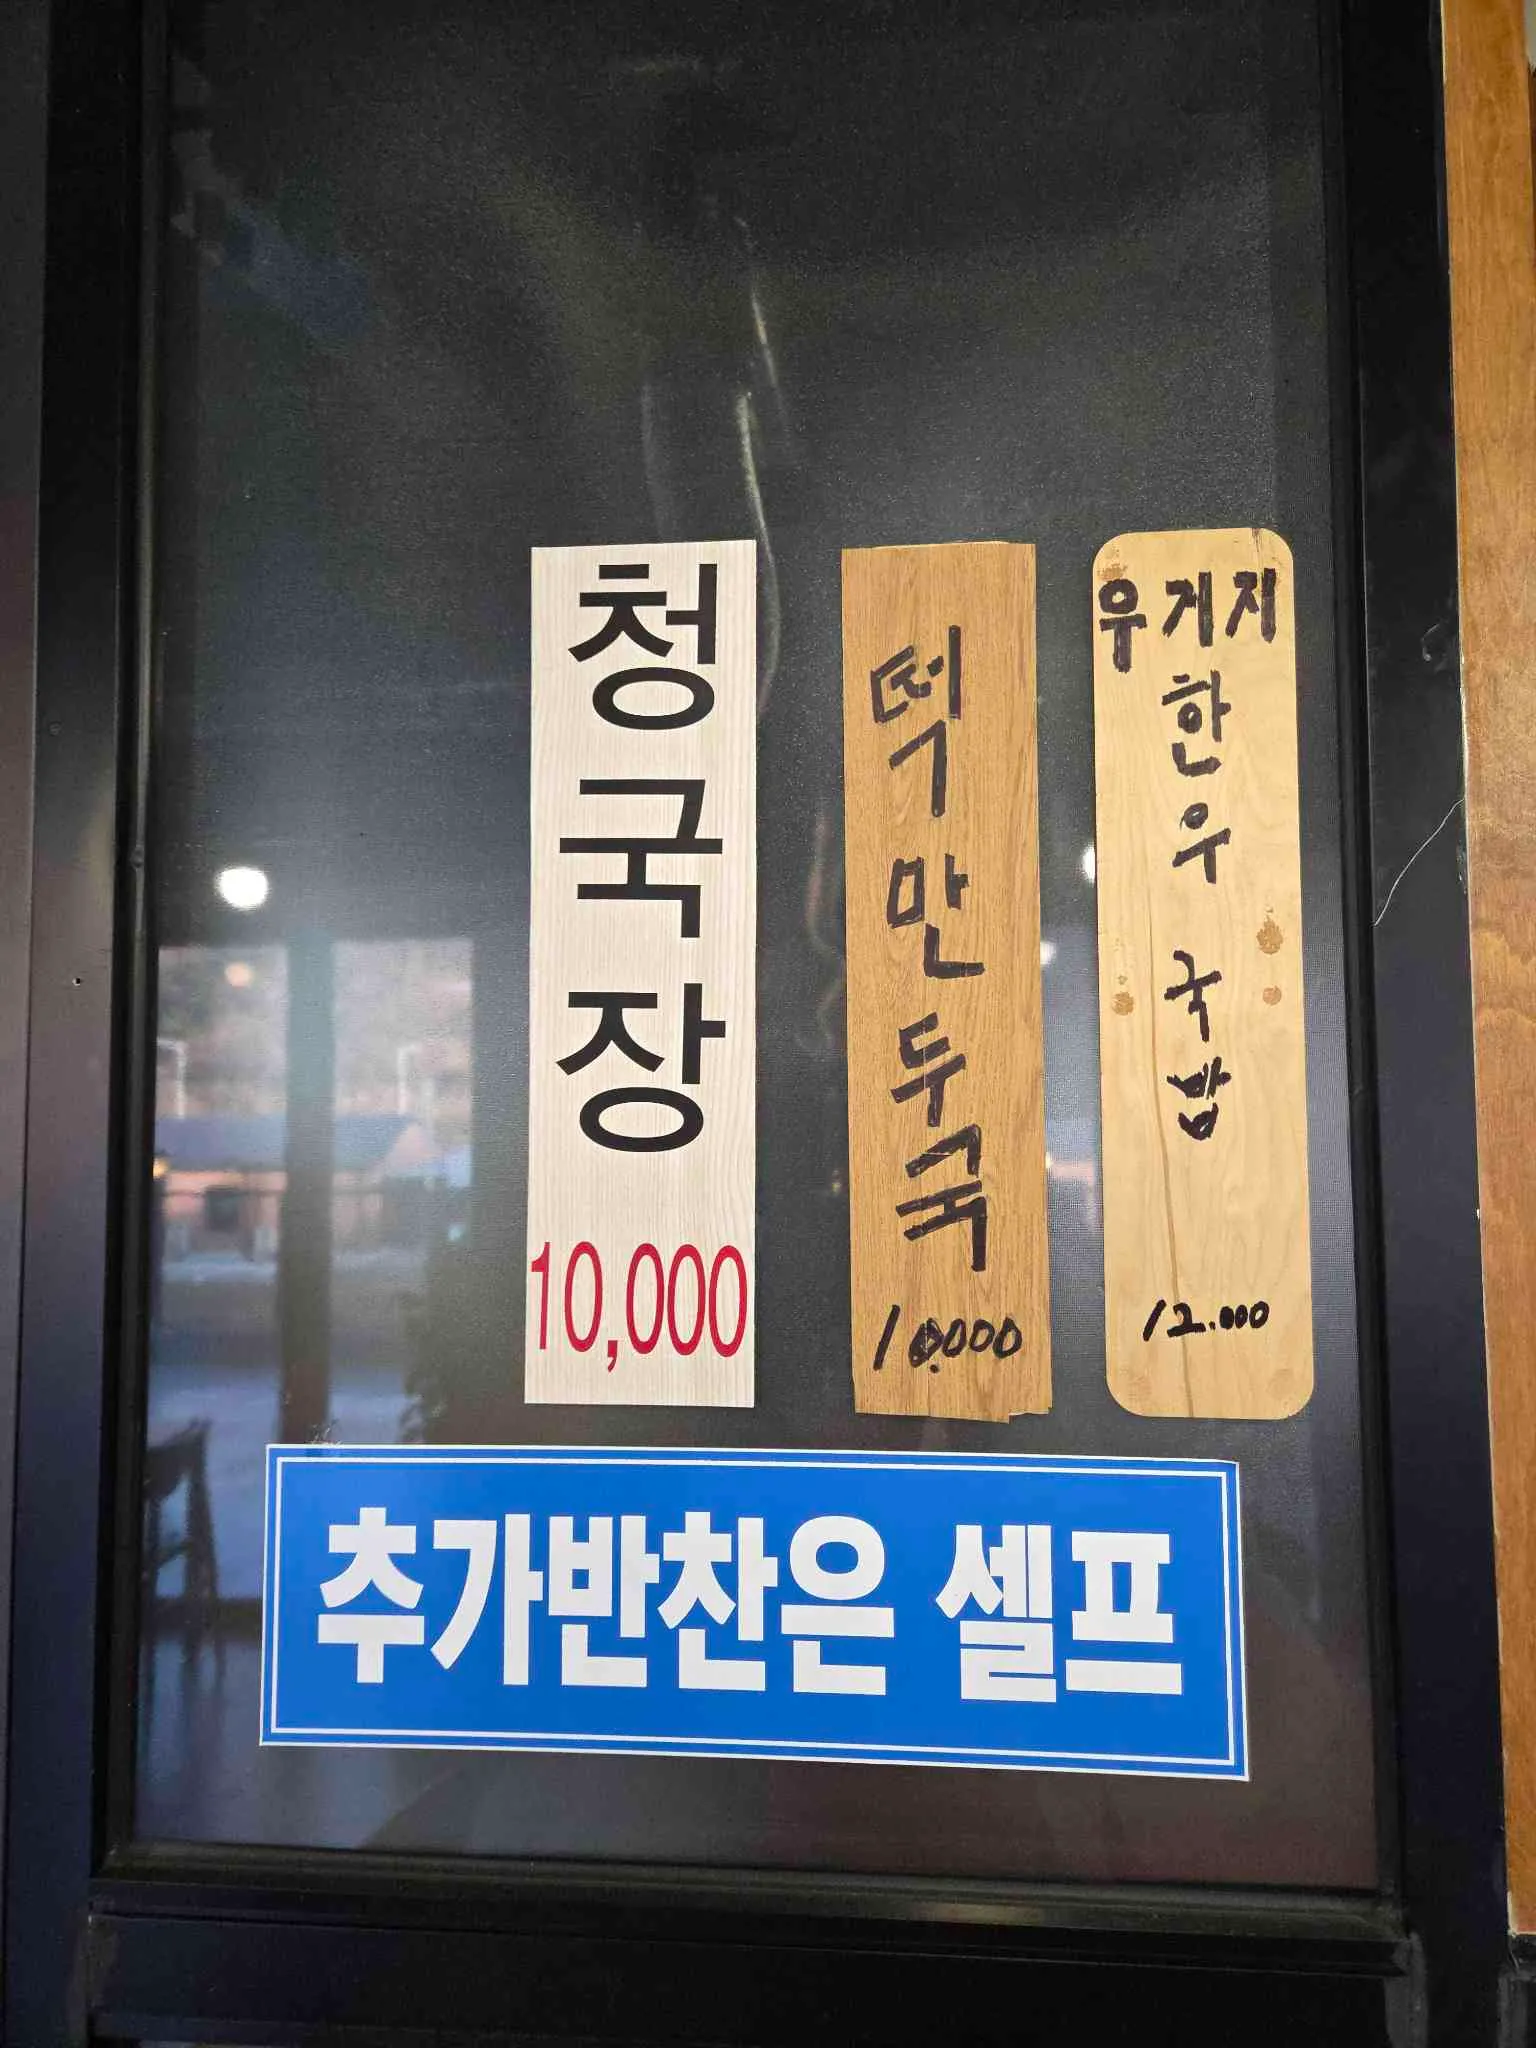 청국장
10,000
떡만두국
10.000
우게지
한우국밥
12.000
추가반찬은 셀프